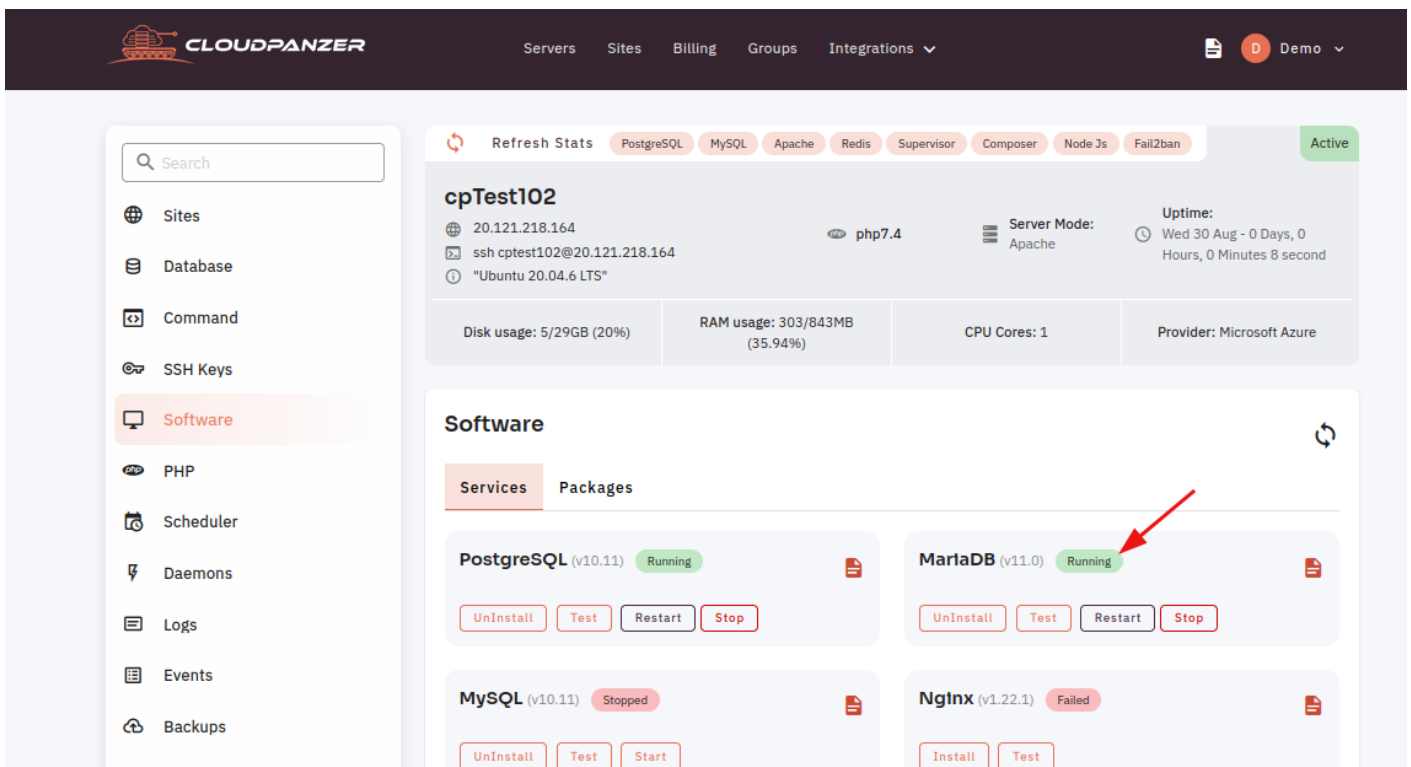 CLOUDPANZER
Servers Sites Billing Groups Integrations
D Demo
Search
Sites
Database
Command
SSH Keys
Software
PHP
Scheduler
Daemons
Logs
Events
Backups
Refresh Stats PostgreSQL MySQL Apache Redis Supervisor Composer Node Js Fail2ban Active
cpTest102
20.121.218.164
ssh cptest102@20.121.218.164
"Ubuntu 20.04.6 LTS"
php php7.4
Server Mode:
Apache
Uptime:
Wed 30 Aug - 0 Days, 0
Hours, 0 Minutes 8 second
Disk usage: 5/29GB (20%)
RAM usage: 303/843MB
(35.94%)
CPU Cores: 1
Provider: Microsoft Azure
Software
Services Packages
PostgreSQL (v10.11) Running
UnInstall Test Restart Stop
MariaDB (v11.0) Running
UnInstall Test Restart Stop
MySQL (v10.11) Stopped
UnInstall Test Start
Nginx (v1.22.1) Failed
Install Test